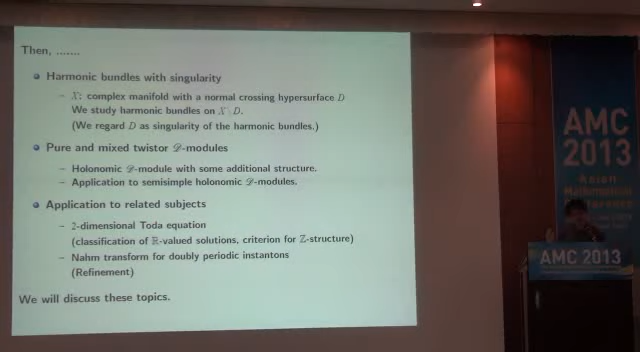 Then, .......
• Harmonic bundles with singularity
– X: complex manifold with a normal crossing hypersurface D
We study harmonic bundles on X\D.
(We regard D as singularity of the harmonic bundles.)
• Pure and mixed twistor 𝒟-modules
– Holonomic 𝒟-module with some additional structure.
– Application to semisimple holonomic 𝒟-modules.
• Application to related subjects
– 2-dimensional Toda equation
(classification of ℝ-valued solutions, criterion for ℤ-structure)
– Nahm transform for doubly periodic instantons
(Refinement)
We will discuss these topics.
AMC
2013
Asian
Mathematical
Conference
AMC 2013